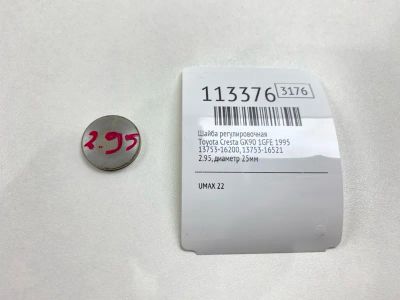 2.95
113376 3176
Шайба регулировочная
Toyota Cresta GX90 1GFE 1995
13753-16200, 13753-16521
2.95, диаметр 25мм
UMAX 22